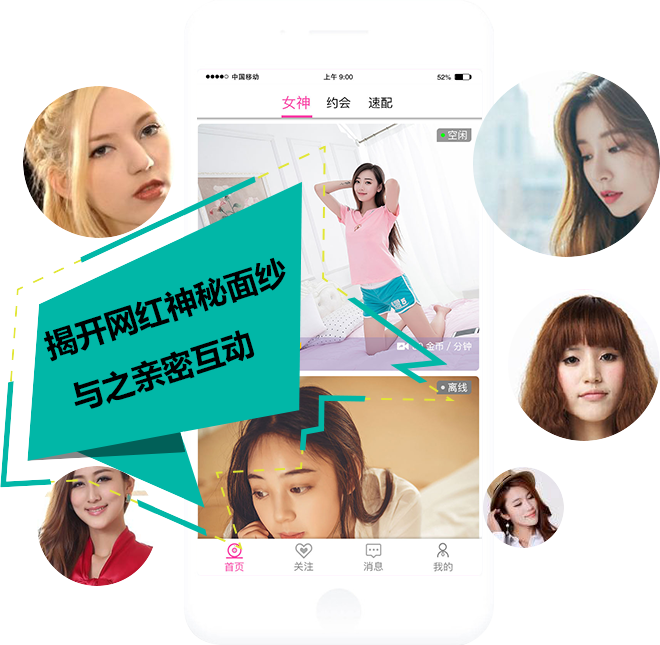 中国移动
上午 9:00
52%
女神 约会 速配
空闲
揭开网红神秘面纱
与之亲密互动
金币 / 分钟
离线
首页 关注 消息 我的